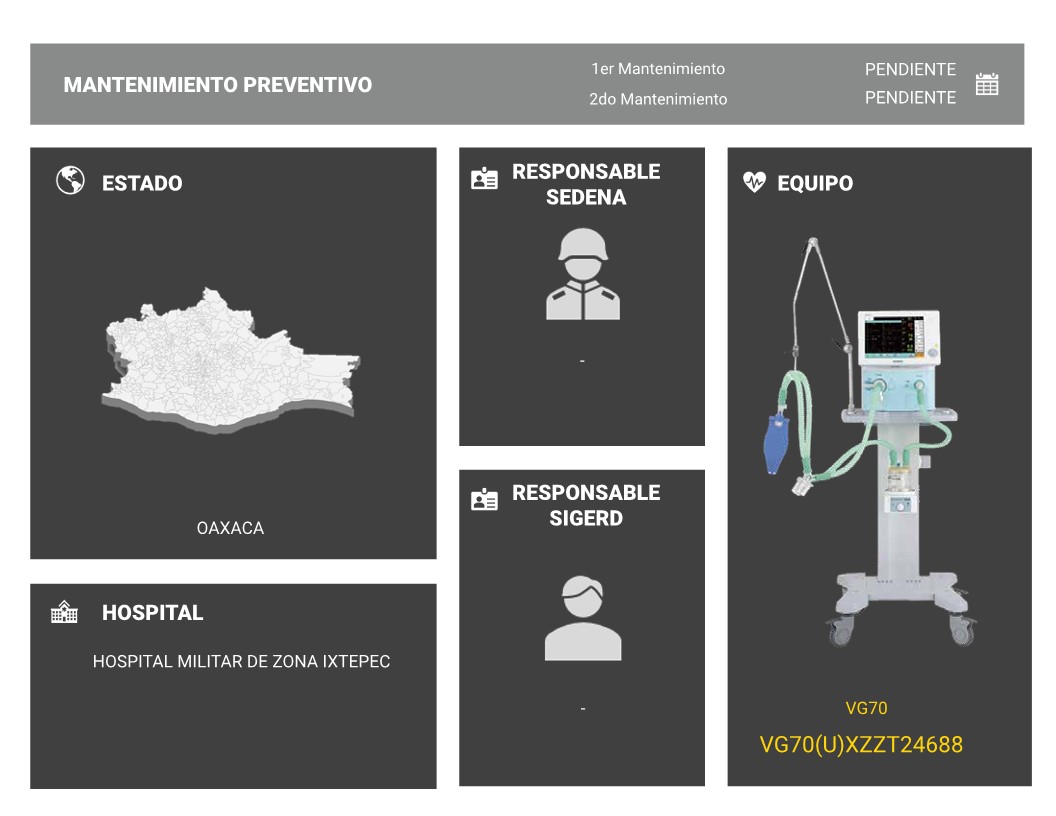 MANTENIMIENTO PREVENTIVO
1er Mantenimiento
PENDIENTE
2do Mantenimiento
PENDIENTE
ESTADO
OAXACA
HOSPITAL
HOSPITAL MILITAR DE ZONA IXTEPEC
RESPONSABLE
SEDENA
-
RESPONSABLE
SIGERD
-
EQUIPO
VG70
VG70(U)XZZT24688